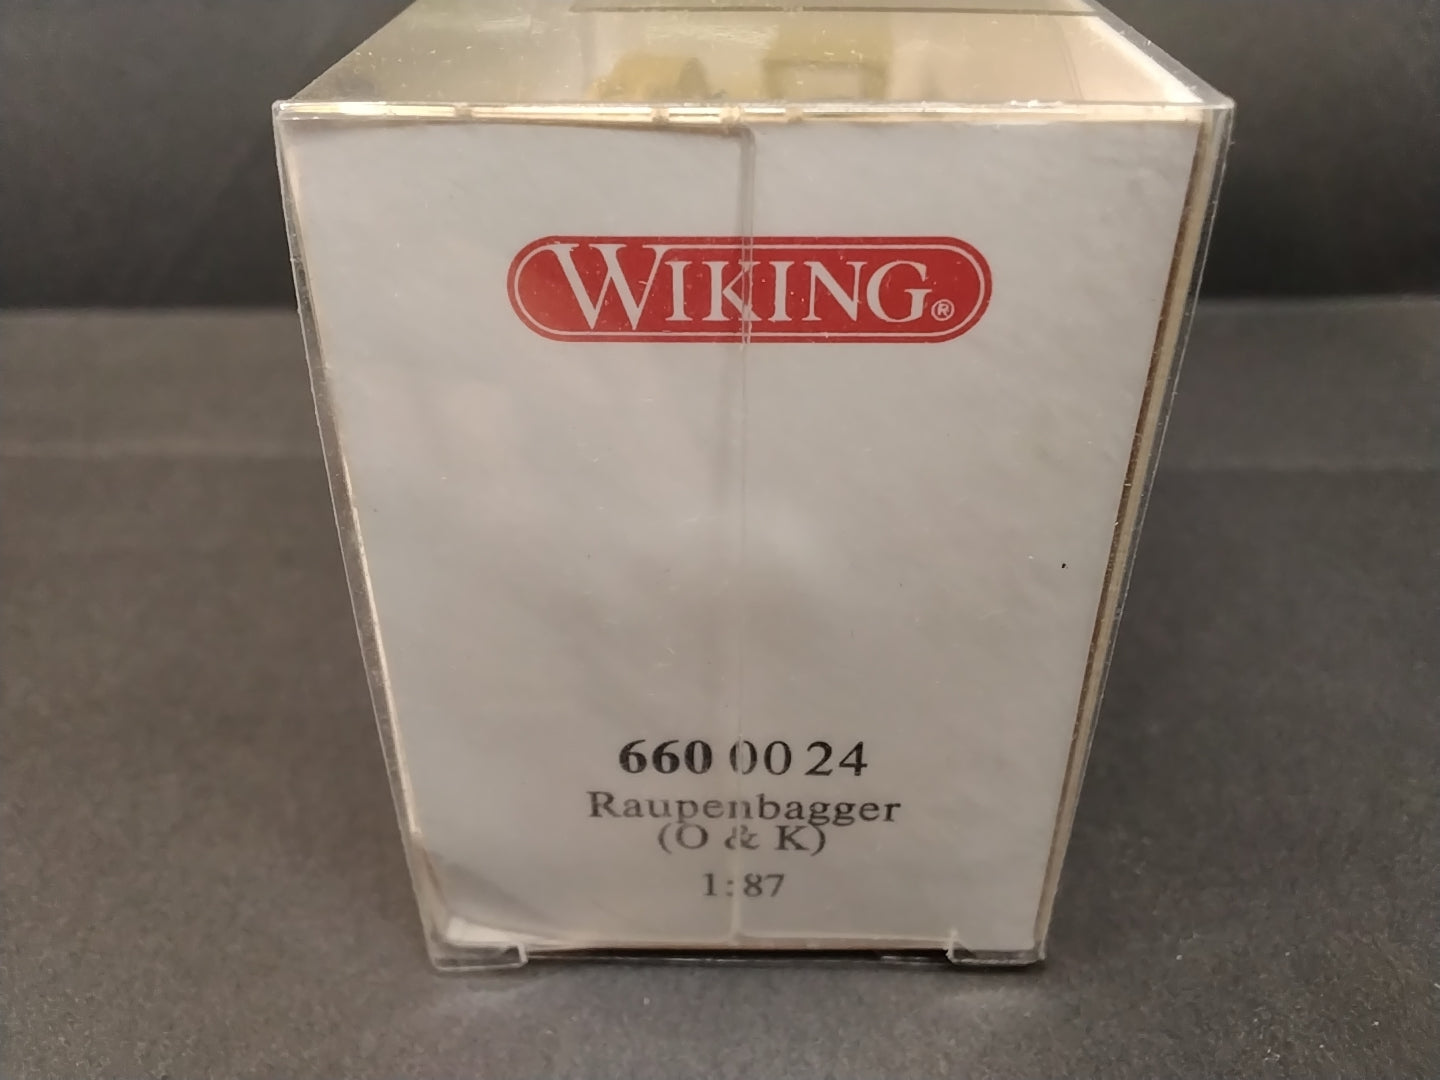 WIKING®
660 00 24
Raupenbagger
(O & K)
1:87